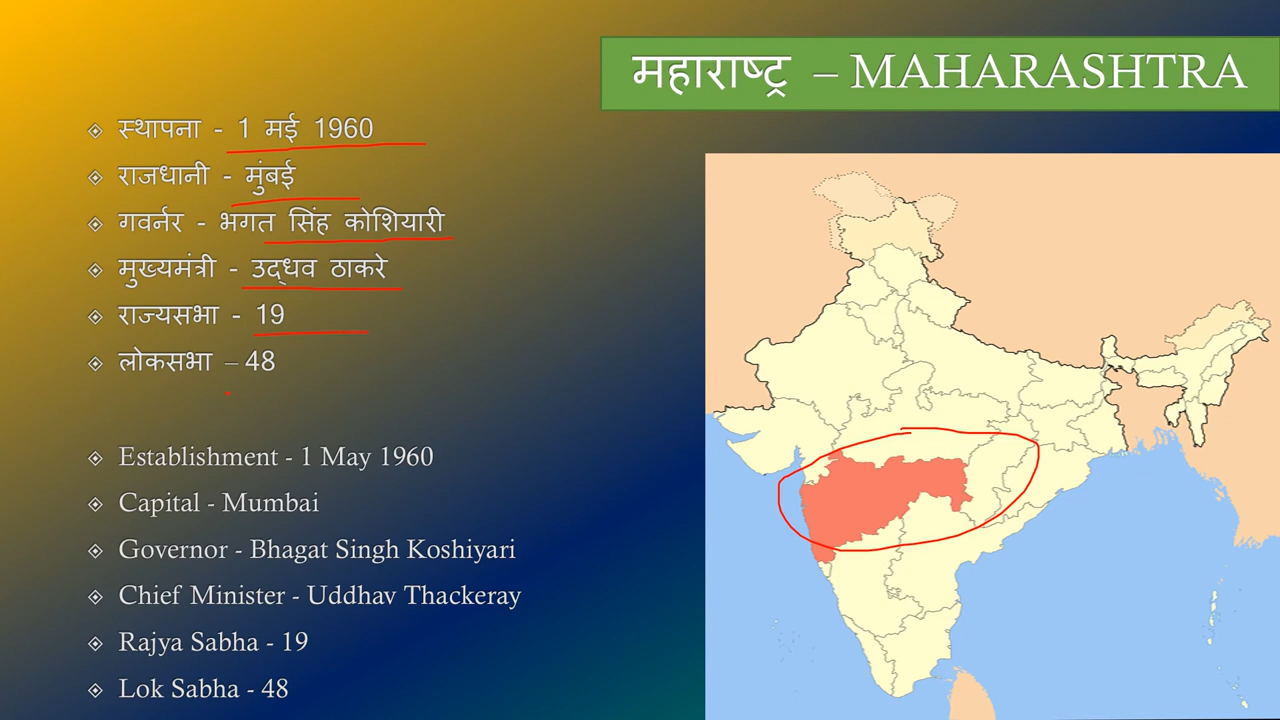 महाराष्ट्र – MAHARASHTRA
स्थापना - 1 मई 1960
राजधानी - मुंबई
गवर्नर - भगत सिंह कोशियारी
मुख्यमंत्री - उद्धव ठाकरे
राज्यसभा - 19
लोकसभा – 48
Establishment - 1 May 1960
Capital - Mumbai
Governor - Bhagat Singh Koshiyari
Chief Minister - Uddhav Thackeray
Rajya Sabha - 19
Lok Sabha - 48